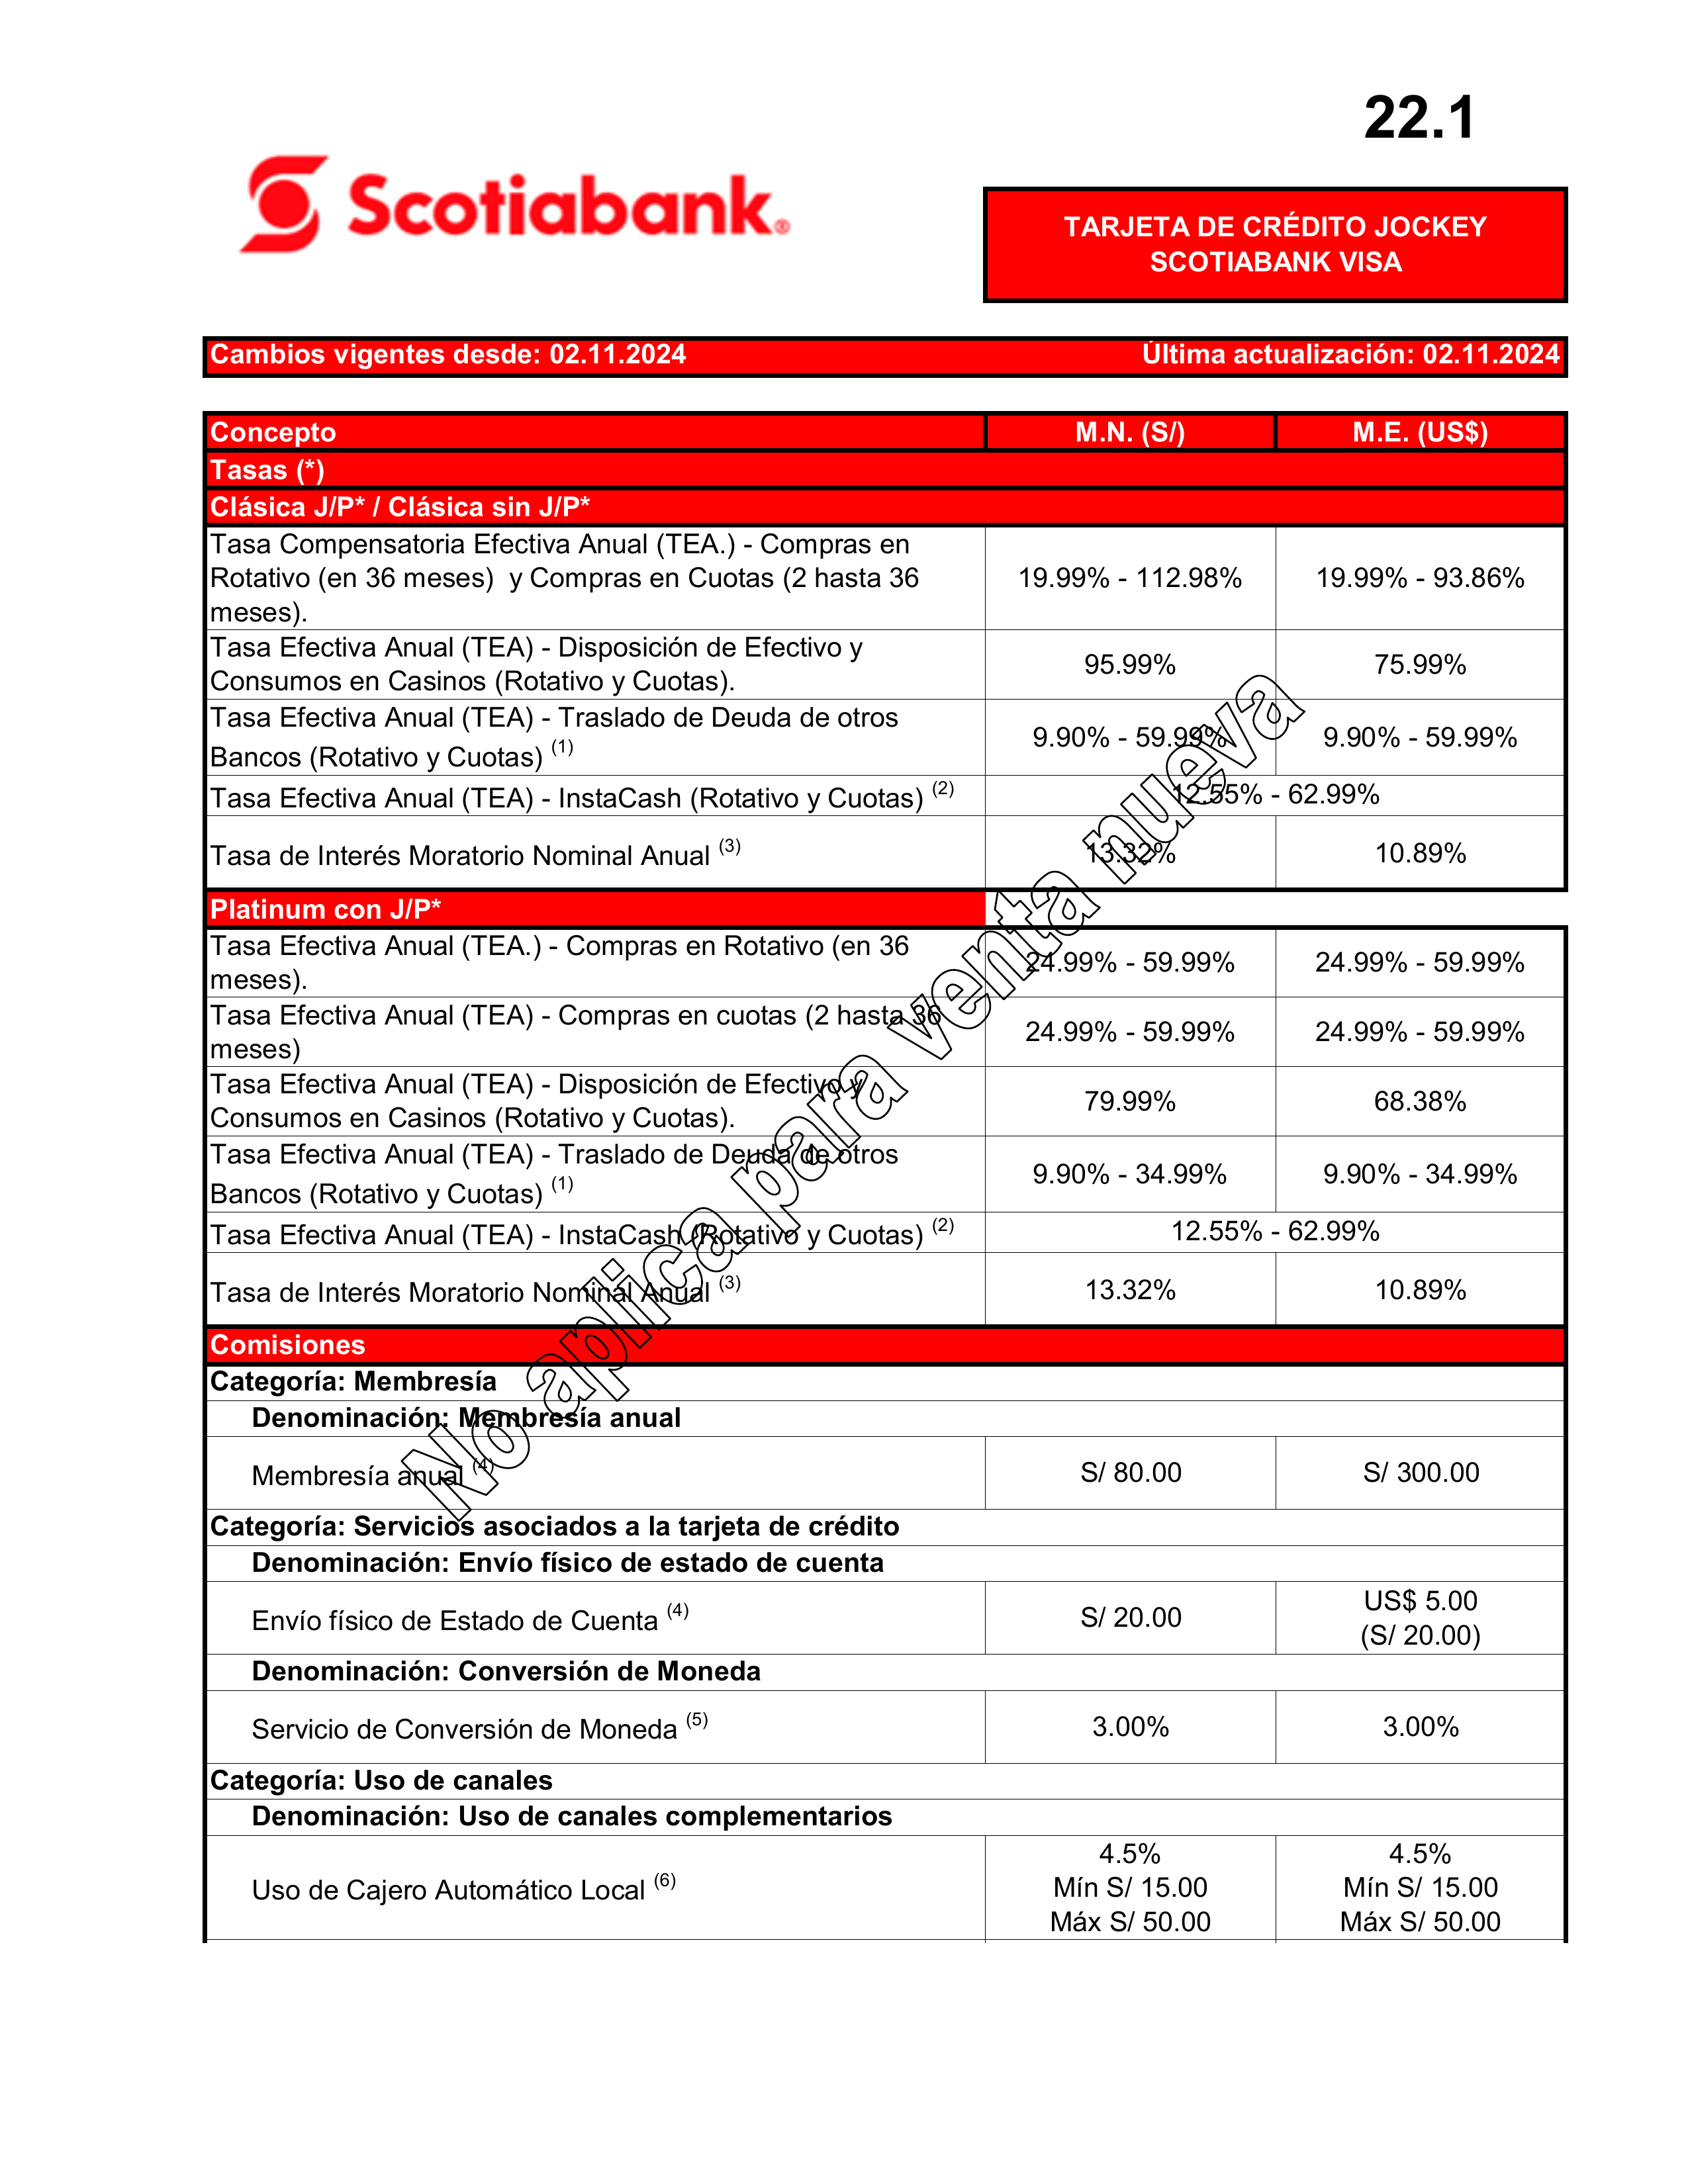 22.1
Scotiabank®
TARJETA DE CRÉDITO JOCKEY
SCOTIABANK VISA
Cambios vigentes desde: 02.11.2024 Última actualización: 02.11.2024
Concepto M.N. (S/) M.E. (US$)
Tasas (*)
Clásica J/P* / Clásica sin J/P*
Tasa Compensatoria Efectiva Anual (TEA.) - Compras en
Rotativo (en 36 meses)  y Compras en Cuotas (2 hasta 36
meses).
19.99% - 112.98% 19.99% - 93.86%
Tasa Efectiva Anual (TEA) - Disposición de Efectivo y
Consumos en Casinos (Rotativo y Cuotas).
95.99% 75.99%
Tasa Efectiva Anual (TEA) - Traslado de Deuda de otros
Bancos (Rotativo y Cuotas) (1)
9.90% - 59.99% 9.90% - 59.99%
Tasa Efectiva Anual (TEA) - InstaCash (Rotativo y Cuotas) (2) 12.55% - 62.99%
Tasa de Interés Moratorio Nominal Anual (3) 13.32% 10.89%
Platinum con J/P*
Tasa Efectiva Anual (TEA.) - Compras en Rotativo (en 36
meses).
24.99% - 59.99% 24.99% - 59.99%
Tasa Efectiva Anual (TEA) - Compras en cuotas (2 hasta 36
meses)
24.99% - 59.99% 24.99% - 59.99%
Tasa Efectiva Anual (TEA) - Disposición de Efectivo y
Consumos en Casinos (Rotativo y Cuotas).
79.99% 68.38%
Tasa Efectiva Anual (TEA) - Traslado de Deuda de otros
Bancos (Rotativo y Cuotas) (1)
9.90% - 34.99% 9.90% - 34.99%
Tasa Efectiva Anual (TEA) - InstaCash (Rotativo y Cuotas) (2) 12.55% - 62.99%
Tasa de Interés Moratorio Nominal Anual (3) 13.32% 10.89%
Comisiones
Categoría: Membresía
Denominación: Membresía anual
Membresía anual (4) S/ 80.00 S/ 300.00
Categoría: Servicios asociados a la tarjeta de crédito
Denominación: Envío físico de estado de cuenta
Envío físico de Estado de Cuenta (4) S/ 20.00 US$ 5.00
(S/ 20.00)
Denominación: Conversión de Moneda
Servicio de Conversión de Moneda (5) 3.00% 3.00%
Categoría: Uso de canales
Denominación: Uso de canales complementarios
Uso de Cajero Automático Local (6)
4.5% 4.5%
Mín S/ 15.00 Mín S/ 15.00
Máx S/ 50.00 Máx S/ 50.00
No aplica para venta nueva